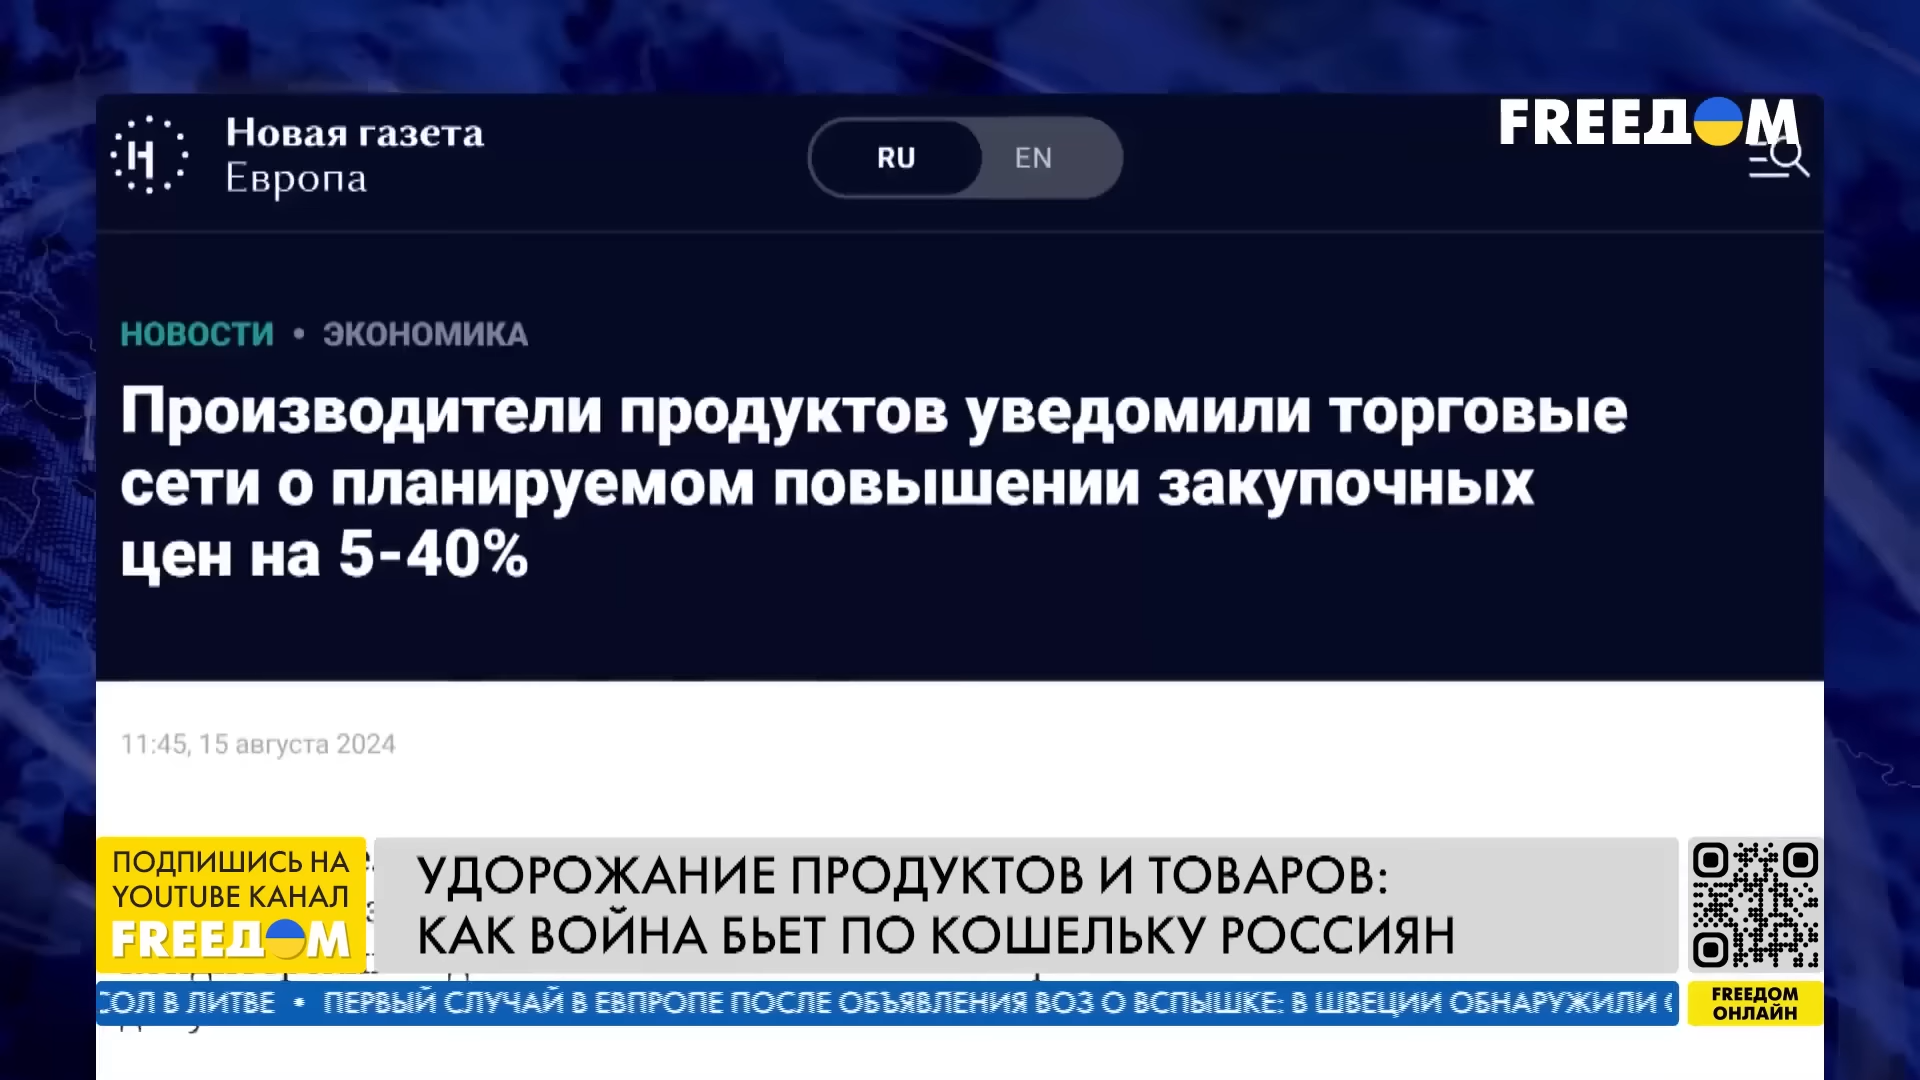 Новая газета
Европа
RU
EN
FREEДOM
НОВОСТИ • ЭКОНОМИКА
Производители продуктов уведомили торговые
сети о планируемом повышении закупочных
цен на 5-40%
11:45, 15 августа 2024
ПОДПИШИСЬ НА
YOUTUBE КАНАЛ
FREEДOM
УДОРОЖАНИЕ ПРОДУКТОВ И ТОВАРОВ:
КАК ВОЙНА БЬЕТ ПО КОШЕЛЬКУ РОССИЯН
В ЛИТВЕ • ПЕРВЫЙ СЛУЧАЙ В ЕВПРОПЕ ПОСЛЕ ОБЪЯВЛЕНИЯ ВОЗ О ВСПЫШКЕ: В ШВЕЦИИ ОБНАРУЖИЛИ
FREEДOM
ОНЛАЙН